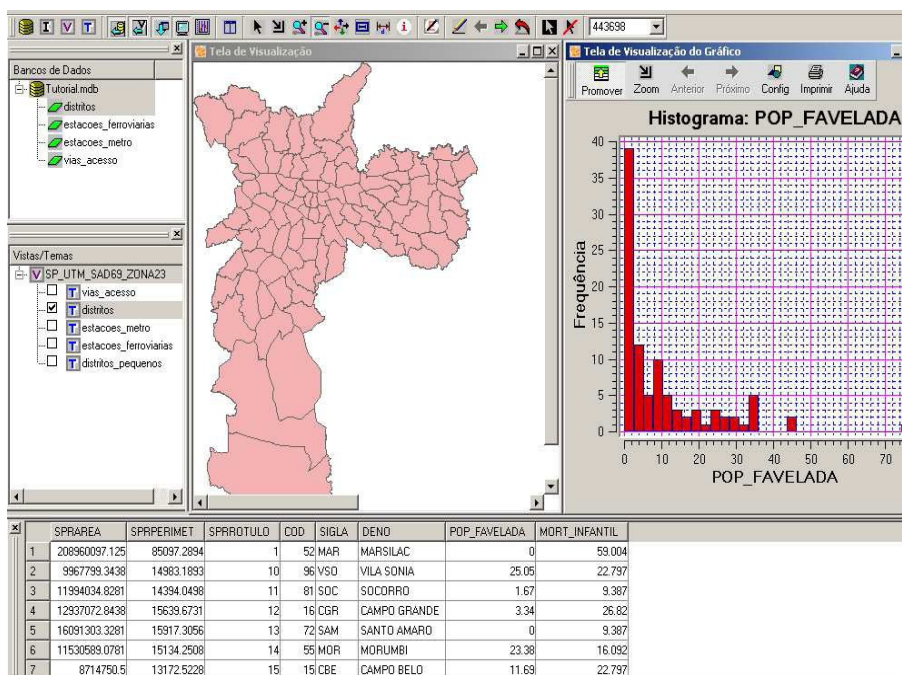 443698
Bancos de Dados
Tutorial.mdb
distritos
estacoes_ferroviarias
estacoes_metro
vias_acesso
Vistas/Temas
SP_UTM_SAD69_ZONA23
T vias_acesso
T distritos
T estacoes_metro
T estacoes_ferroviarias
T distritos_pequenos
Tela de Visualização
Tela de Visualização do Gráfico
Promover Zoom Anterior Próximo Config Imprimir Ajuda
Histograma: POP_FAVELADA
Frequência
40
35
30
25
20
15
10
5
0
0 10 20 30 40 50 60 70
POP_FAVELADA
SPRAREA SPRPERIMET SPRROTULO COD SIGLA DENO POP_FAVELADA MORT_INFANTIL
1 208960097.125 85097.2894 1 52 MAR MARSILAC 0 59.004
2 9967799.3438 14983.1893 10 96 VSO VILA SONIA 25.05 22.797
3 11994034.8281 14394.0498 11 81 SOC SOCORRO 1.67 9.387
4 12937072.8438 15639.6731 12 16 CGR CAMPO GRANDE 3.34 26.82
5 16091303.3281 15917.3056 13 72 SAM SANTO AMARO 0 9.387
6 11530589.0781 15134.2508 14 55 MOR MORUMBI 23.38 16.092
7 8714750.5 13172.5228 15 15 CBE CAMPO BELO 11.69 22.797